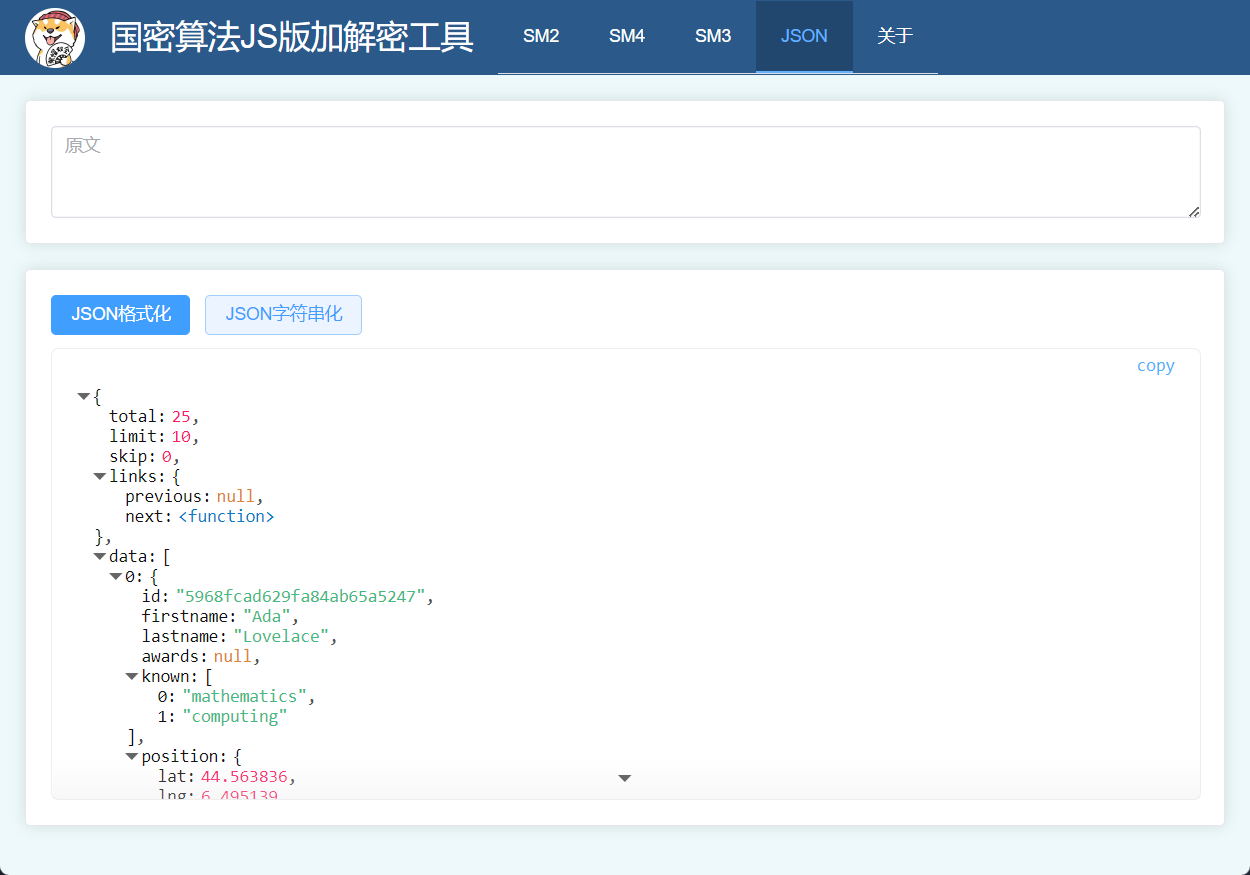 国密算法JS版加解密工具 SM2 SM4 SM3 JSON 关于
原文
JSON格式化 JSON字符串化
copy
{
total: 25,
limit: 10,
skip: 0,
links: {
previous: null,
next: <function>
},
data: [
0: {
id: "5968fcad629fa84ab65a5247",
firstname: "Ada",
lastname: "Lovelace",
awards: null,
known: [
0: "mathematics",
1: "computing"
],
position: {
lat: 44.563836,
lng: 6.495139